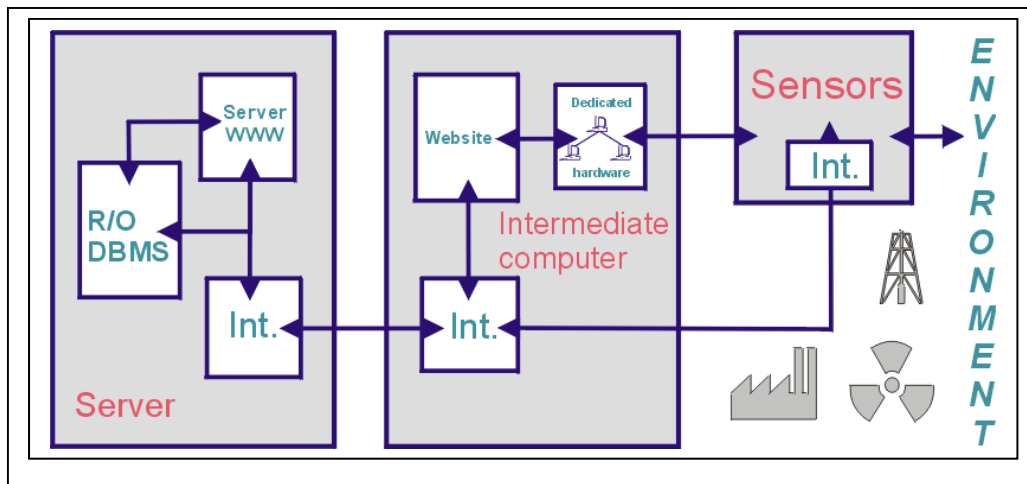 Server
WWW
R/O
DBMS
Int.
Server
Website
Dedicated
hardware
Intermediate
computer
Int.
Sensors
Int.
ENVIRONMENT